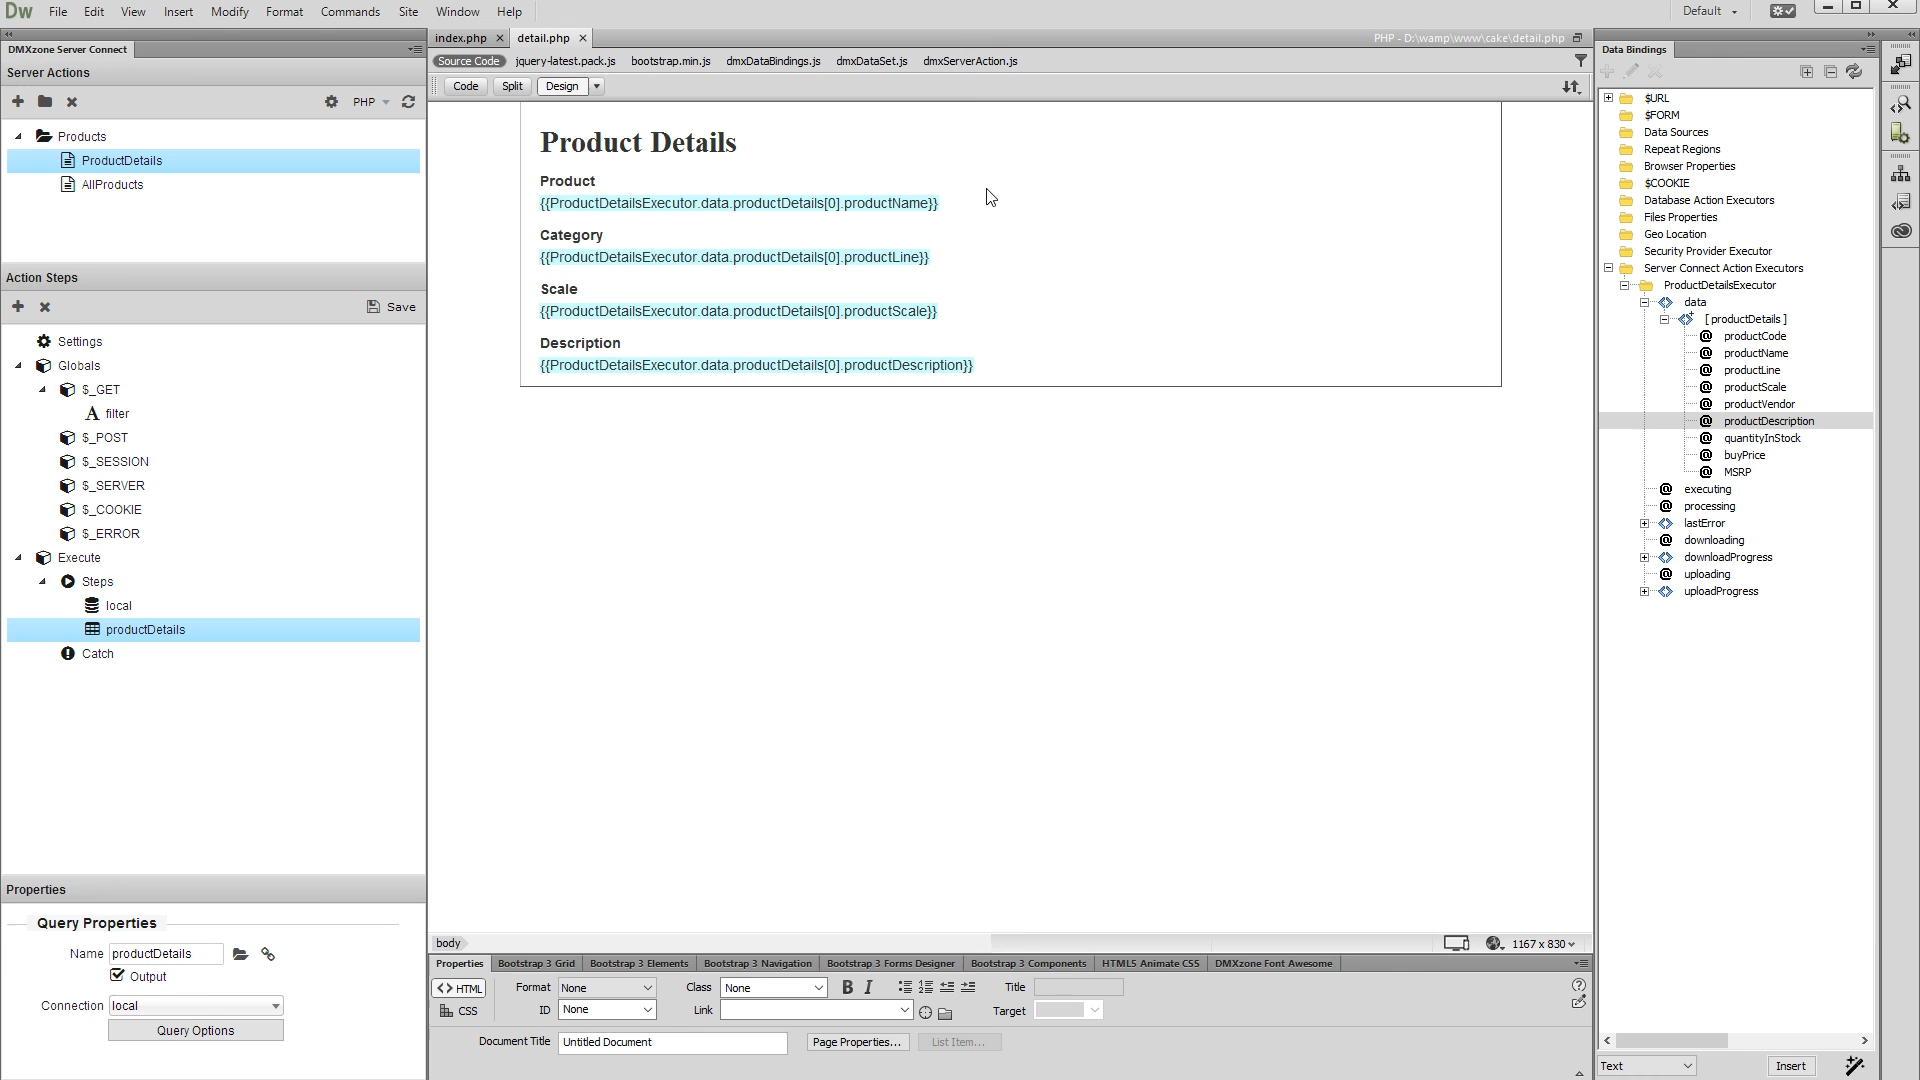 Dw File Edit View Insert Modify Format Commands Site Window Help Default
DMXzone Server Connect
Server Actions
PHP
Products
ProductDetails
AllProducts
Action Steps
Save
Settings
Globals
$_GET
filter
$_POST
$_SESSION
$_SERVER
$_COOKIE
$_ERROR
Execute
Steps
local
productDetails
Catch
Properties
Query Properties
Name productDetails
Output
Connection local
Query Options
index.php detail.php PHP - D:\wamp\www\cake\detail.php
Source Code jquery-latest.pack.js bootstrap.min.js dmxDataBindings.js dmxDataSet.js dmxServerAction.js
Code Split Design
Product Details
Product
{{ProductDetailsExecutor.data.productDetails[0].productName}}
Category
{{ProductDetailsExecutor.data.productDetails[0].productLine}}
Scale
{{ProductDetailsExecutor.data.productDetails[0].productScale}}
Description
{{ProductDetailsExecutor.data.productDetails[0].productDescription}}
body 1167 x 830
Properties Bootstrap 3 Grid Bootstrap 3 Elements Bootstrap 3 Navigation Bootstrap 3 Forms Designer Bootstrap 3 Components HTML5 Animate CSS DMXzone Font Awesome
HTML Format None Class None B I Title
CSS ID None Link Target
Document Title Untitled Document Page Properties... List Item...
Data Bindings
$URL
$FORM
Data Sources
Repeat Regions
Browser Properties
$COOKIE
Database Action Executors
Files Properties
Geo Location
Security Provider Executor
Server Connect Action Executors
ProductDetailsExecutor
data
[ productDetails ]
productCode
productName
productLine
productScale
productVendor
productDescription
quantityInStock
buyPrice
MSRP
executing
processing
lastError
downloading
downloadProgress
uploading
uploadProgress
Text Insert